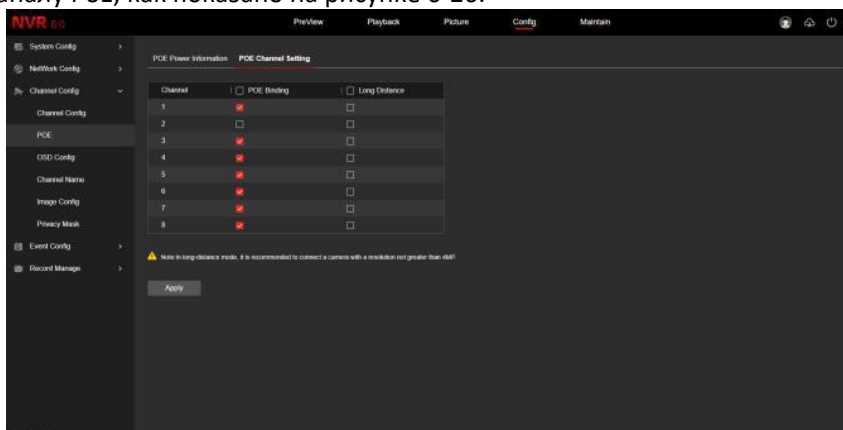 каналу POE, как показано на рисунке
NVR 6.0 PreView Playback Picture Config Maintain
System Config
NetWork Config
Channel Config
Channel Config
POE
OSD Config
Channel Name
Image Config
Privacy Mask
Event Config
Record Manage
POE Power Information POE Channel Setting
Channel POE Binding Long Distance
1
2
3
4
5
6
7
8
Note In long-distance mode, it is recommended to connect a camera with a resolution not greater than 4MP.
Apply